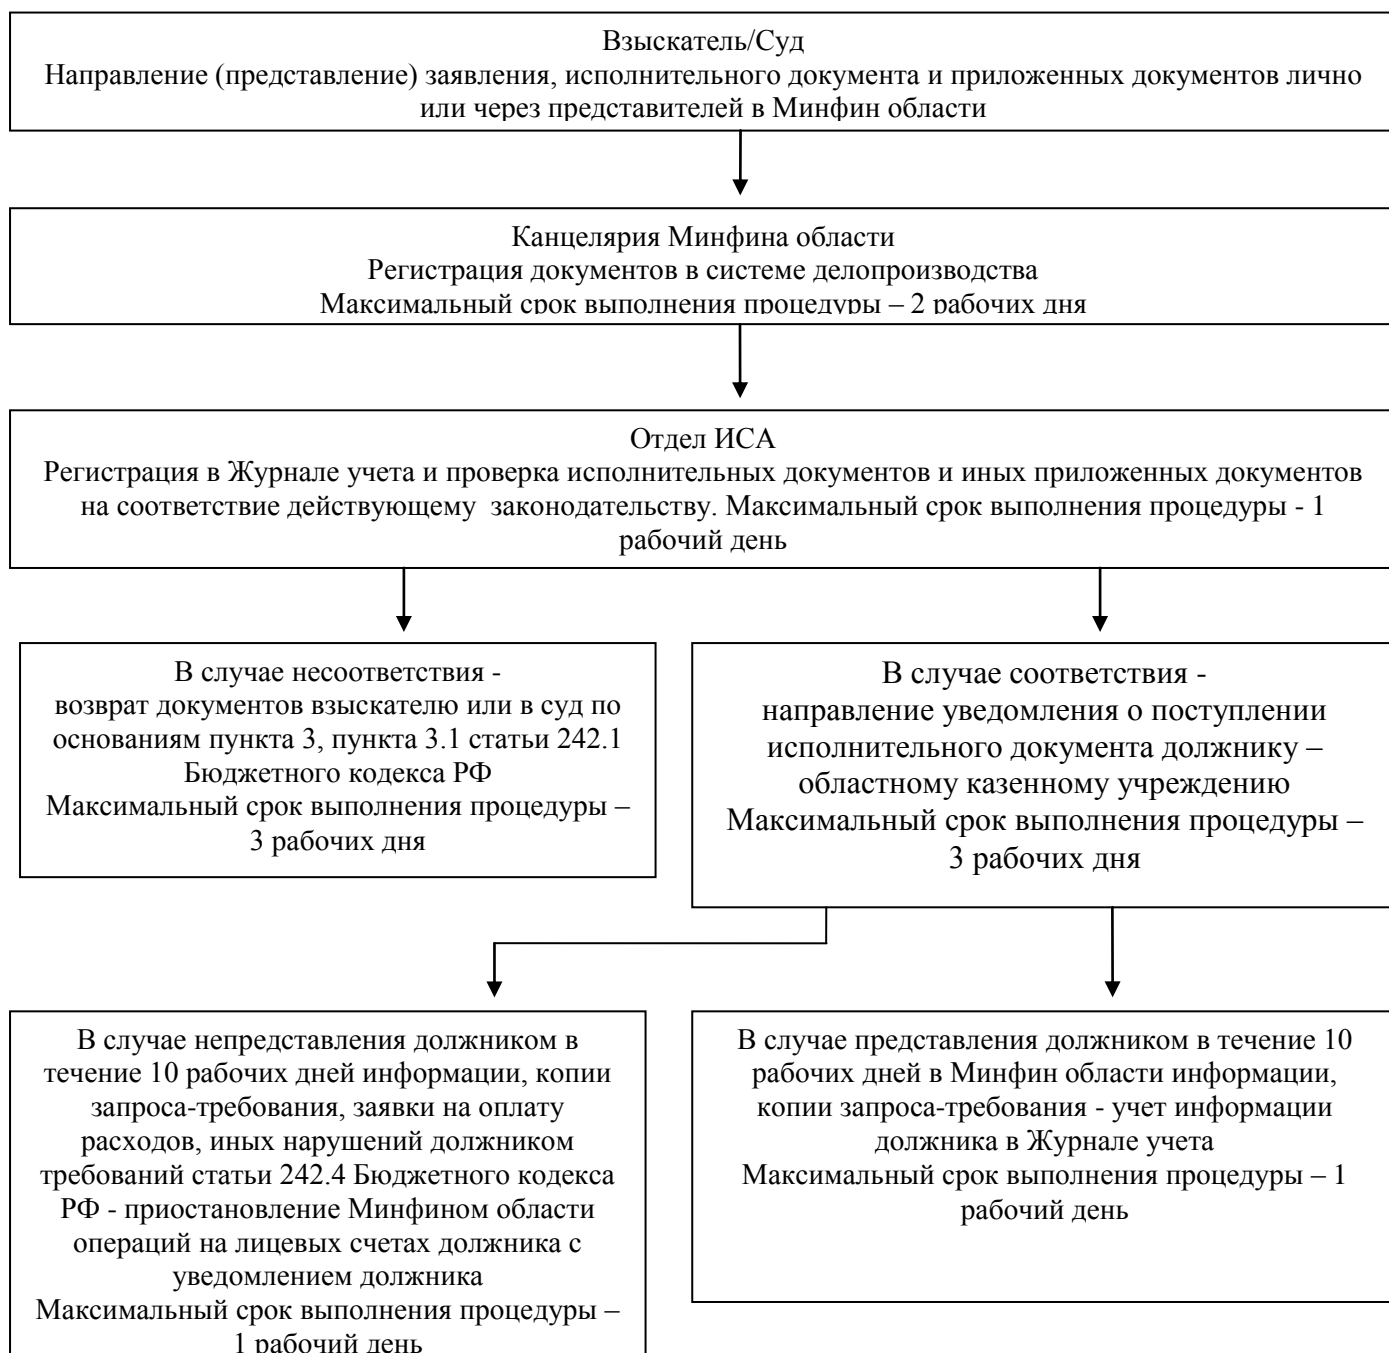 Взыскатель/Суд
Направление (представление) заявления, исполнительного документа и приложенных документов лично
или через представителей в Минфин области
Канцелярия Минфина области
Регистрация документов в системе делопроизводства
Максимальный срок выполнения процедуры – 2 рабочих дня
Отдел ИСА
Регистрация в Журнале учета и проверка исполнительных документов и иных приложенных документов
на соответствие действующему  законодательству. Максимальный срок выполнения процедуры - 1
рабочий день
В случае несоответствия -
возврат документов взыскателю или в суд по
основаниям пункта 3, пункта 3.1 статьи 242.1
Бюджетного кодекса РФ
Максимальный срок выполнения процедуры –
3 рабочих дня
В случае соответствия -
направление уведомления о поступлении
исполнительного документа должнику –
областному казенному учреждению
Максимальный срок выполнения процедуры –
3 рабочих дня
В случае непредставления должником в
течение 10 рабочих дней информации, копии
запроса-требования, заявки на оплату
расходов, иных нарушений должником
требований статьи 242.4 Бюджетного кодекса
РФ - приостановление Минфином области
операций на лицевых счетах должника с
уведомлением должника
Максимальный срок выполнения процедуры –
1 рабочий день
В случае представления должником в течение 10
рабочих дней в Минфин области информации,
копии запроса-требования - учет информации
должника в Журнале учета
Максимальный срок выполнения процедуры – 1
рабочий день